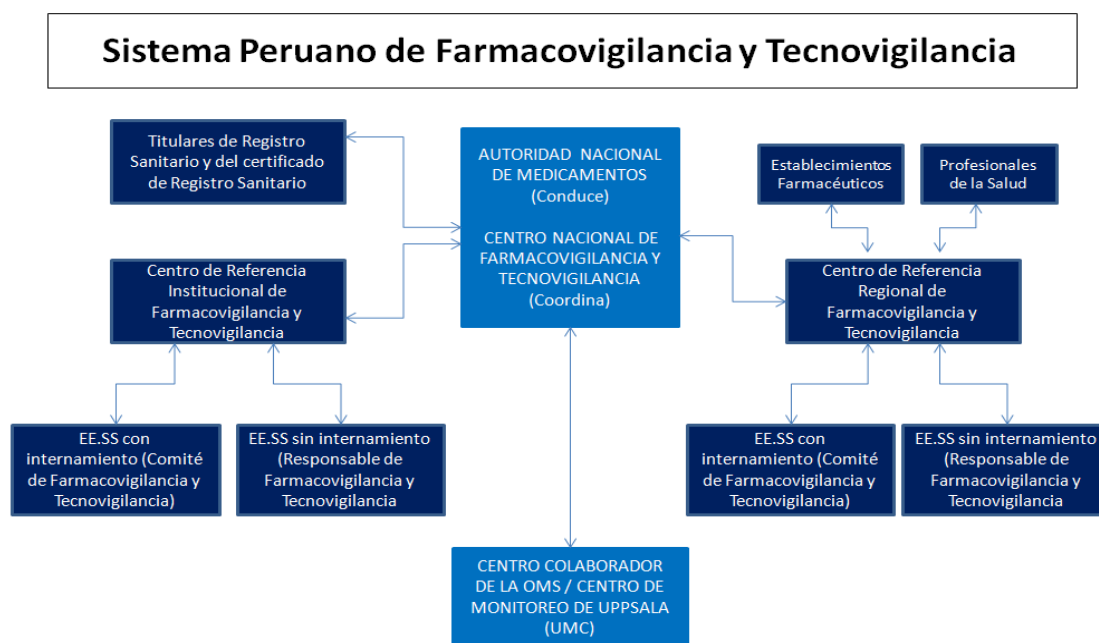 Sistema Peruano de Farmacovigilancia y Tecnovigilancia
Titulares de Registro
Sanitario y del certificado
de Registro Sanitario
AUTORIDAD NACIONAL
DE MEDICAMENTOS
(Conduce)
CENTRO NACIONAL DE
FARMACOVIGILANCIA Y
TECNOVIGILANCIA
(Coordina)
Establecimientos
Farmacéuticos
Profesionales
de la Salud
Centro de Referencia
Institucional de
Farmacovigilancia y
Tecnovigilancia
Centro de Referencia
Regional de
Farmacovigilancia y
Tecnovigilancia
EE.SS con
internamiento (Comité
de Farmacovigilancia y
Tecnovigilancia)
EE.SS sin internamiento
(Responsable de
Farmacovigilancia y
Tecnovigilancia
EE.SS con
internamiento (Comité
de Farmacovigilancia y
Tecnovigilancia)
EE.SS sin internamiento
(Responsable de
Farmacovigilancia y
Tecnovigilancia
CENTRO COLABORADOR
DE LA OMS / CENTRO DE
MONITOREO DE UPPSALA
(UMC)